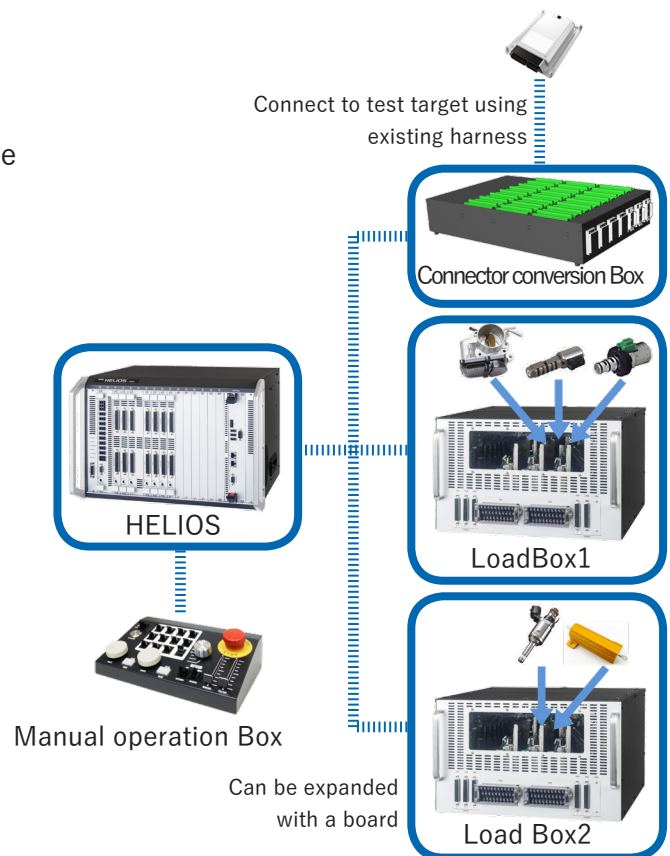 Connect to test target using
existing harness
e
Connector conversion Box
HELIOS
HELIOS
LoadBox1
Manual operation Box
Can be expanded
with a board
Load Box2